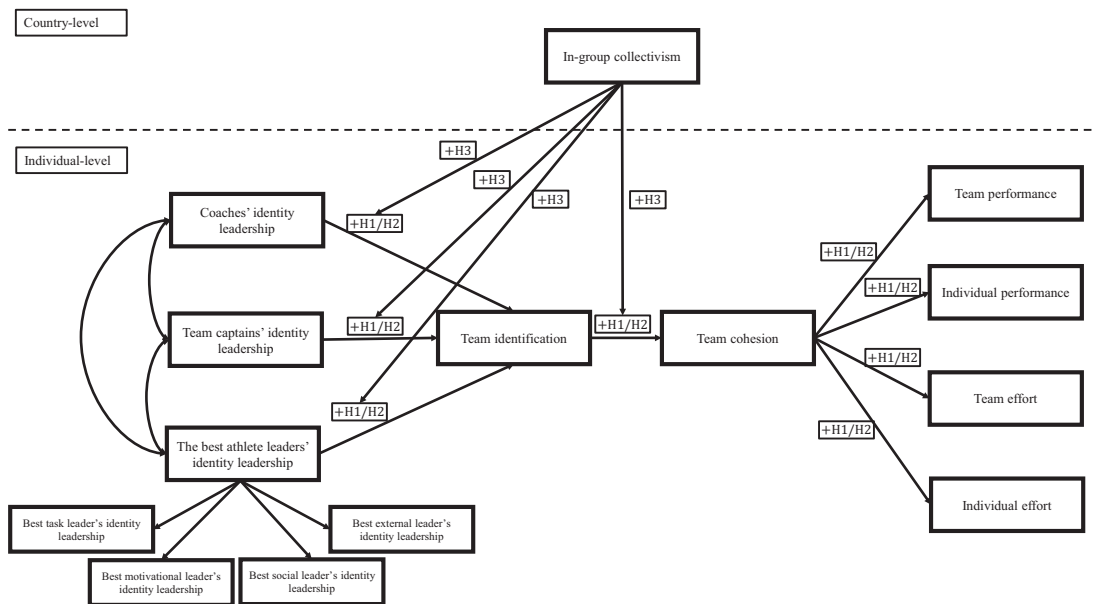 Country-level
In-group collectivism
Individual-level
+H3
+H3
+H3
+H3
Coaches’ identity
leadership
+H1/H2
Team captains’ identity
leadership
+H1/H2
The best athlete leaders’
identity leadership
+H1/H2
Team identification
+H1/H2
Team cohesion
+H1/H2
+H1/H2
+H1/H2
+H1/H2
Team performance
Individual performance
Team effort
Individual effort
Best task leader’s identity
leadership
Best motivational leader’s
identity leadership
Best social leader’s identity
leadership
Best external leader’s
identity leadership